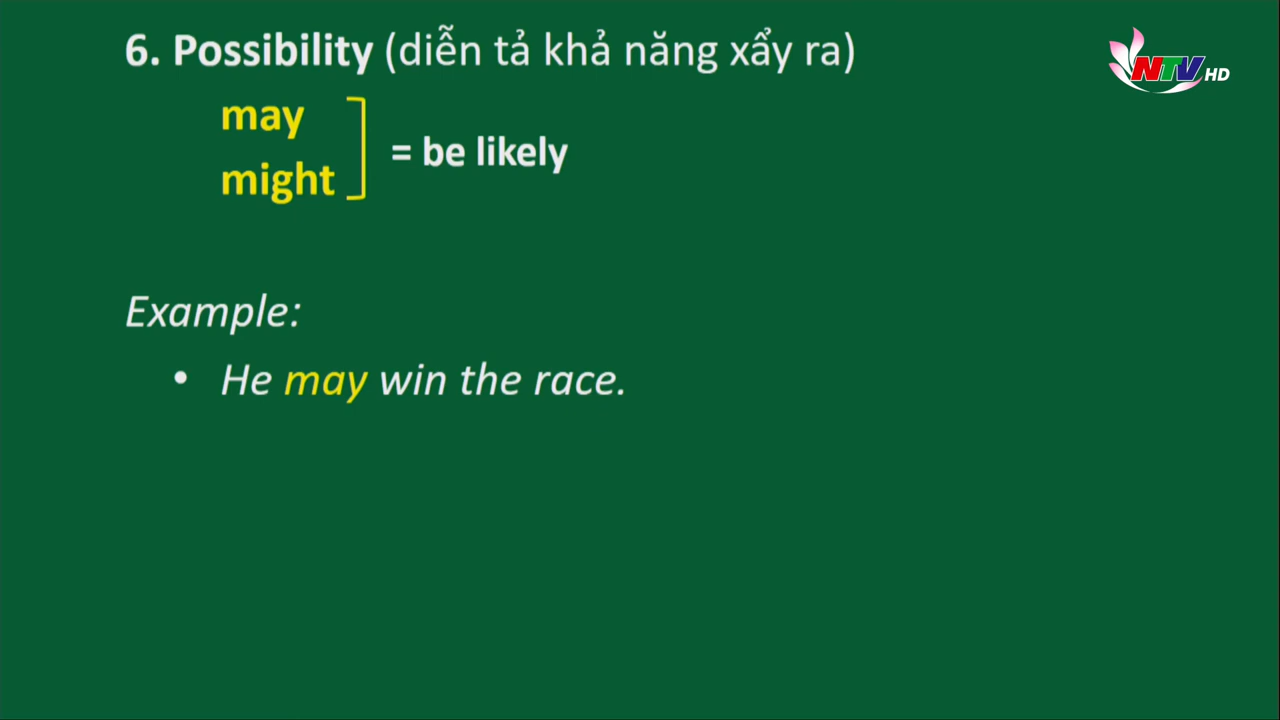 6. Possibility (diễn tả khả năng xẩy ra)
NTV HD
may
= be likely
might
Example:
• He may win the race.